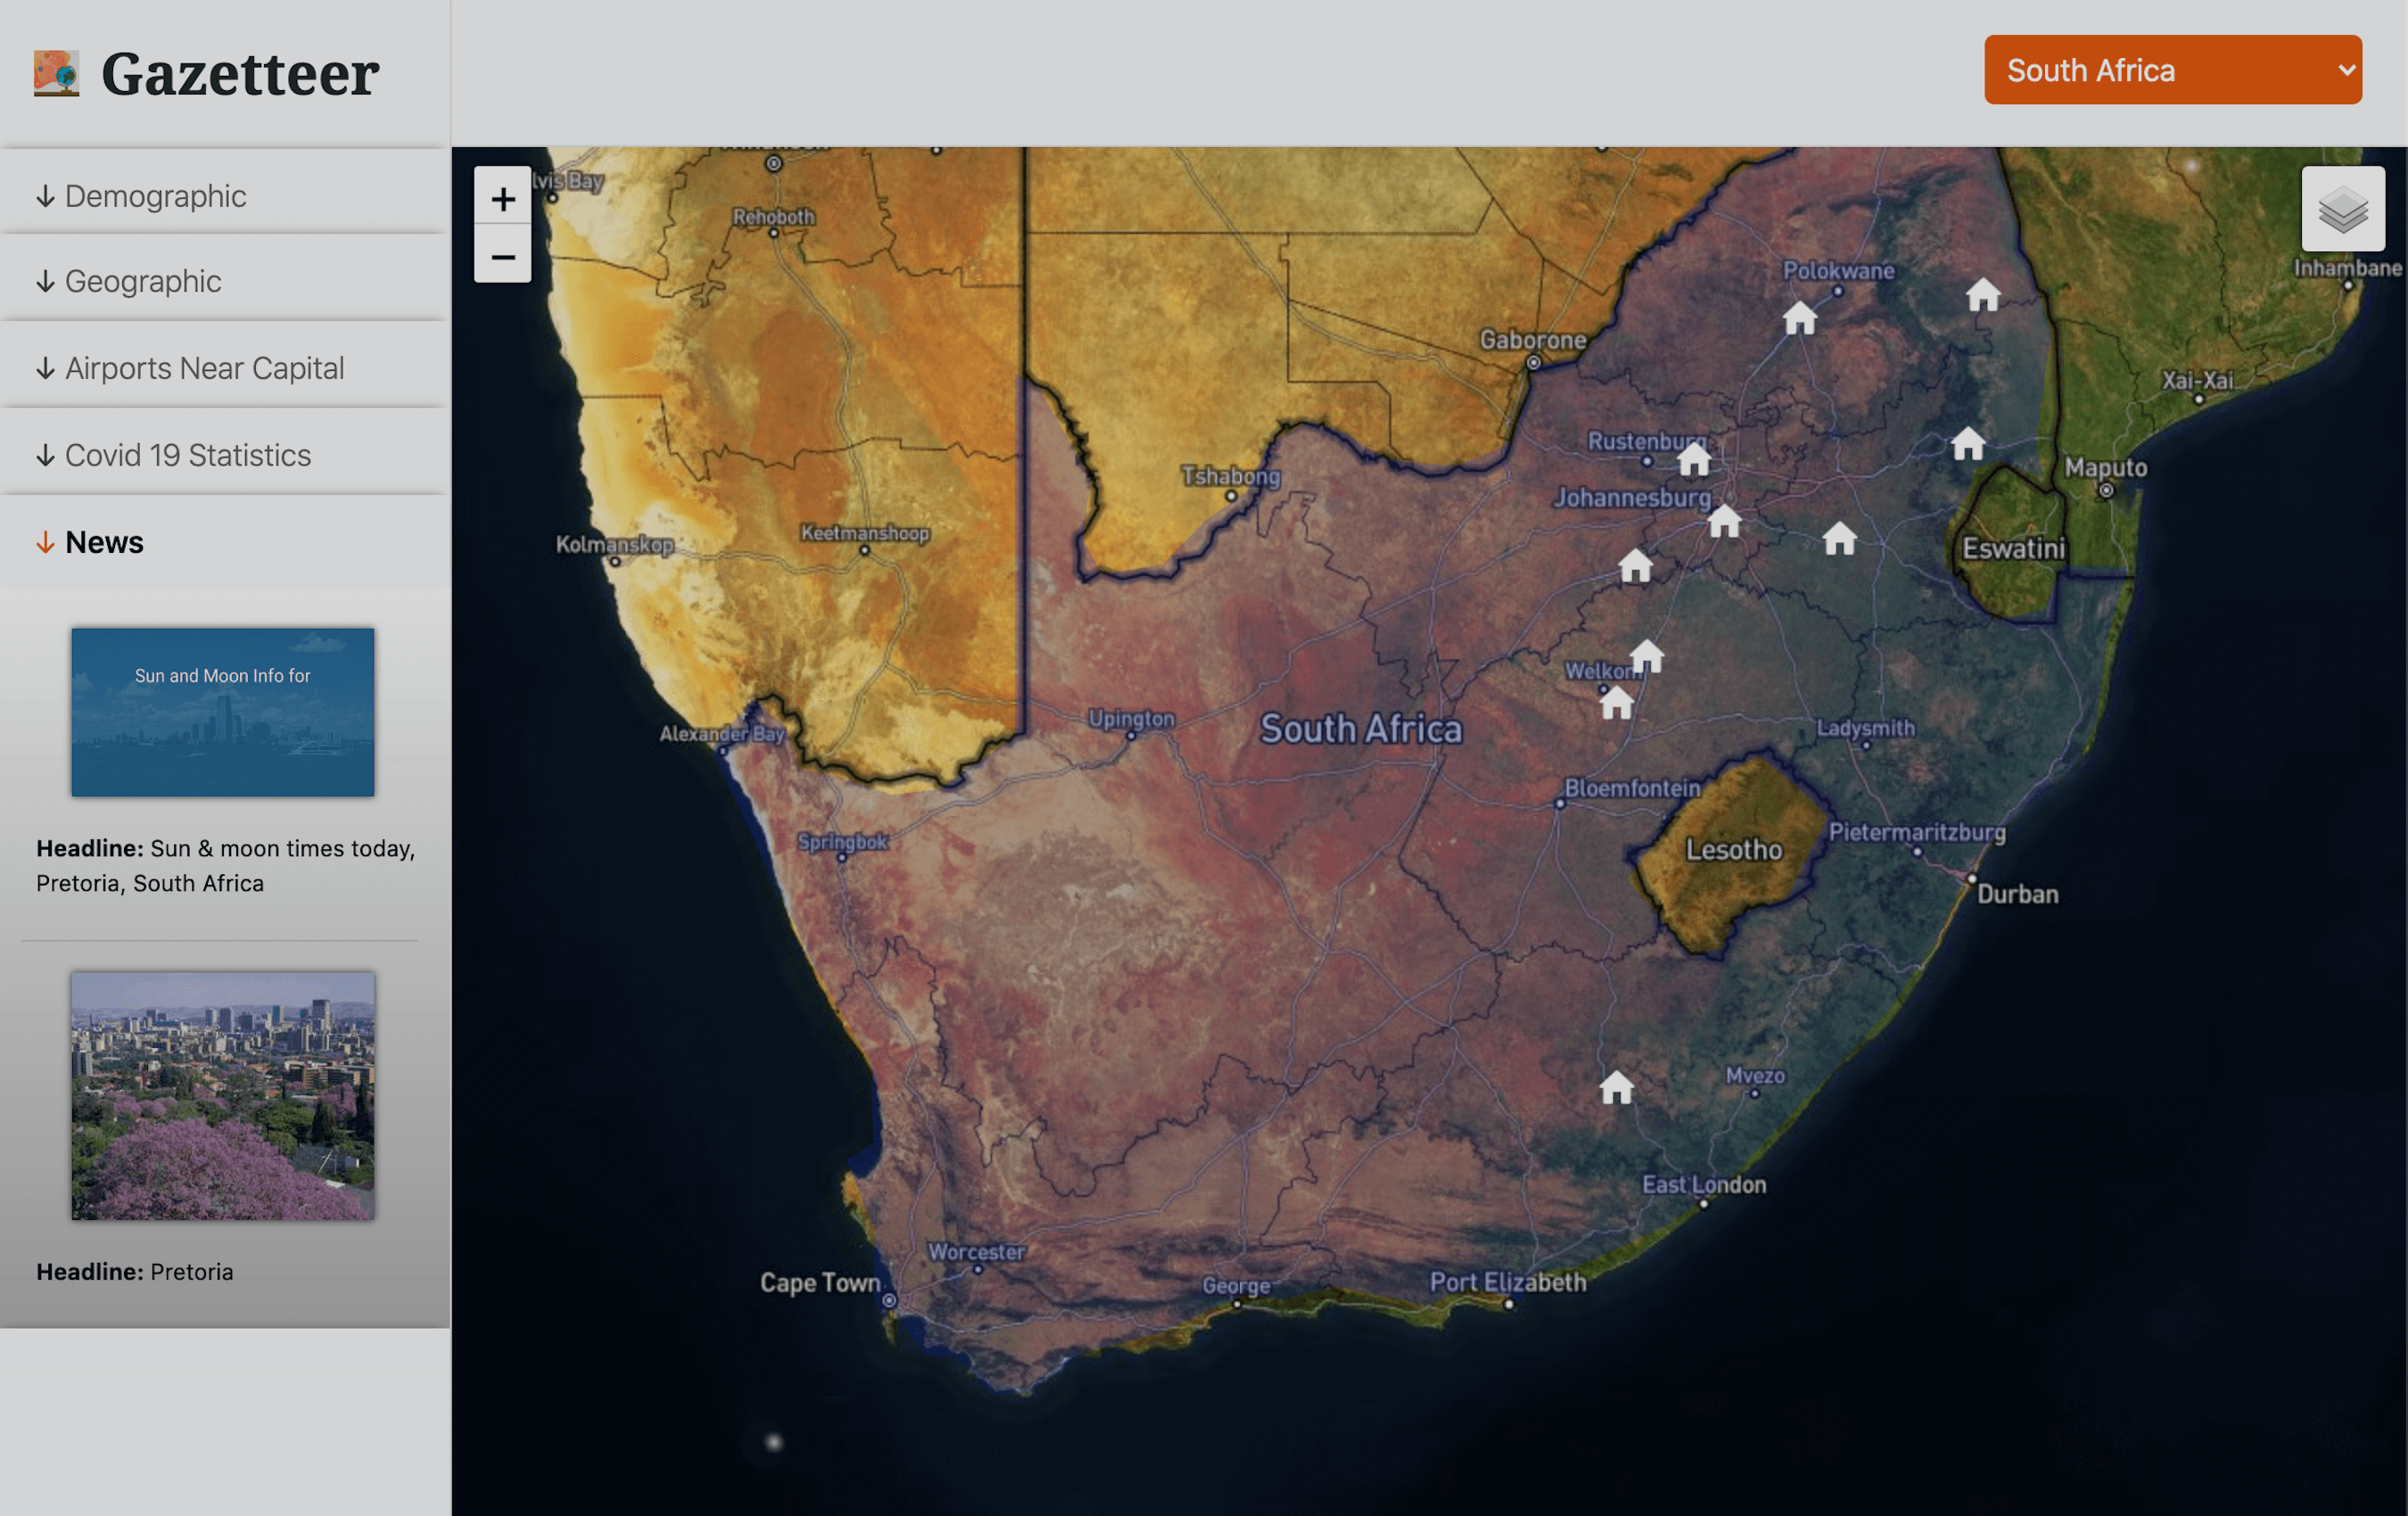 Gazetteer
South Africa
Demographic
Geographic
Airports Near Capital
Covid 19 Statistics
News
Sun and Moon Info for
Headline: Sun & moon times today,
Pretoria, South Africa
Headline: Pretoria
+
−
lvis Bay
Rehoboth
Polokwane
Inhambane
Gaborone
Xai-Xai
Rustenburg
Tshabong
Maputo
Johannesburg
Kolmanskop
Keetmanshoop
Eswatini
Welkom
Upington
South Africa
Ladysmith
Alexander Bay
Bloemfontein
Springbok
Lesotho
Pietermaritzburg
Durban
Mvezo
East London
Worcester
Cape Town
George
Port Elizabeth